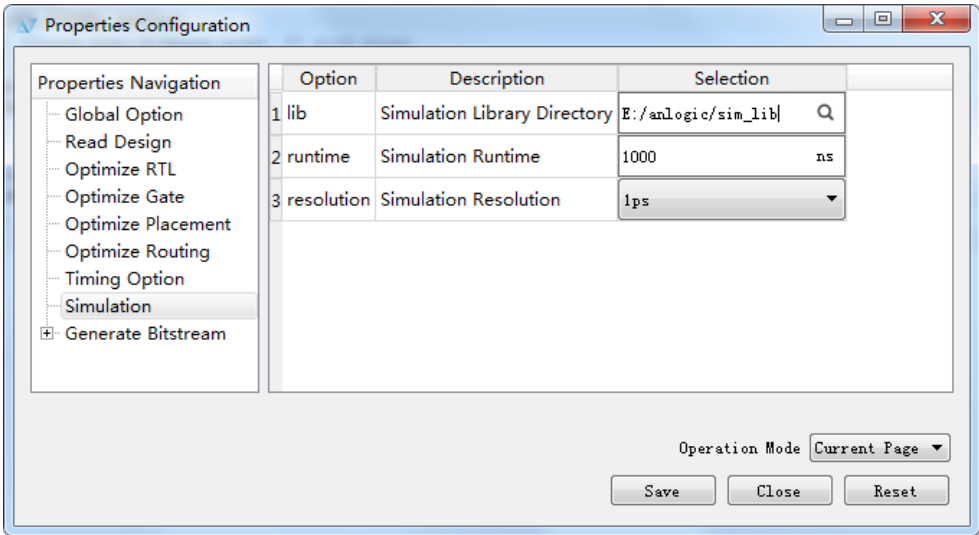 Properties Configuration
Properties Navigation
Global Option
Read Design
Optimize RTL
Optimize Gate
Optimize Placement
Optimize Routing
Timing Option
Simulation
Generate Bitstream
Option Description Selection
1 lib Simulation Library Directory E:/anlogic/sim_lib
2 runtime Simulation Runtime 1000 ns
3 resolution Simulation Resolution 1ps
Operation Mode Current Page
Save Close Reset